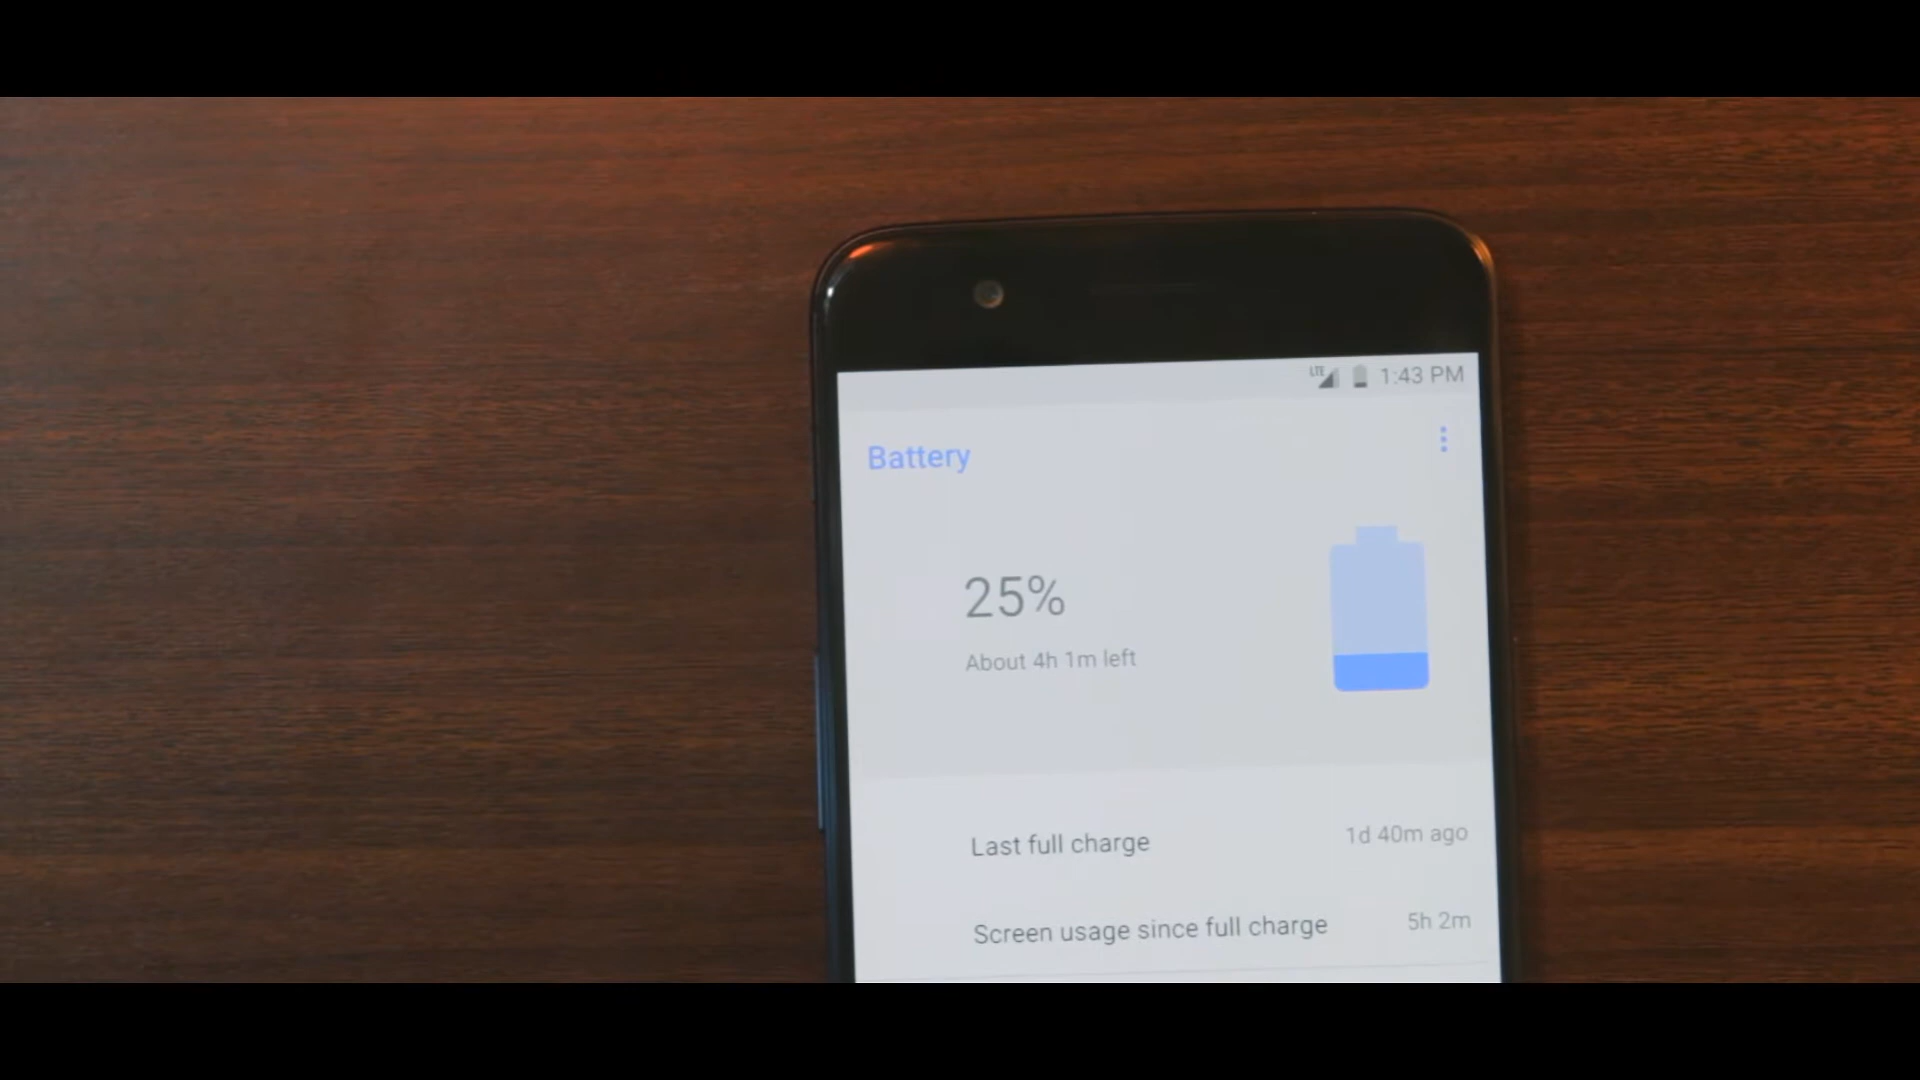 LTE 1:43 PM
Battery
25%
About 4h 1m left
Last full charge 1d 40m ago
Screen usage since full charge 5h 2m